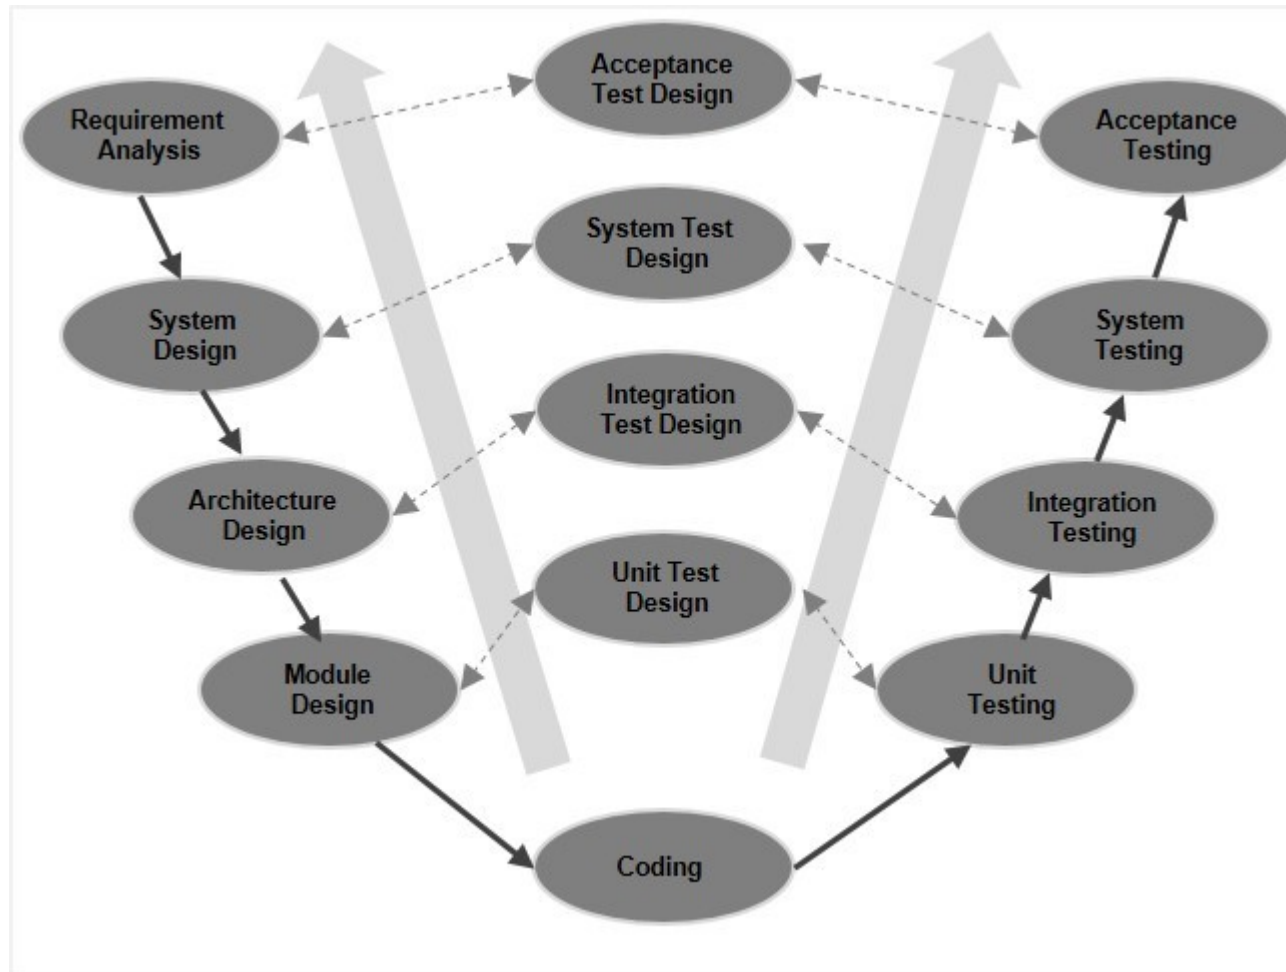 Acceptance
Test Design
Requirement
Analysis
Acceptance
Testing
System Test
Design
System
Design
System
Testing
Integration
Test Design
Architecture
Design
Integration
Testing
Unit Test
Design
Module
Design
Unit
Testing
Coding